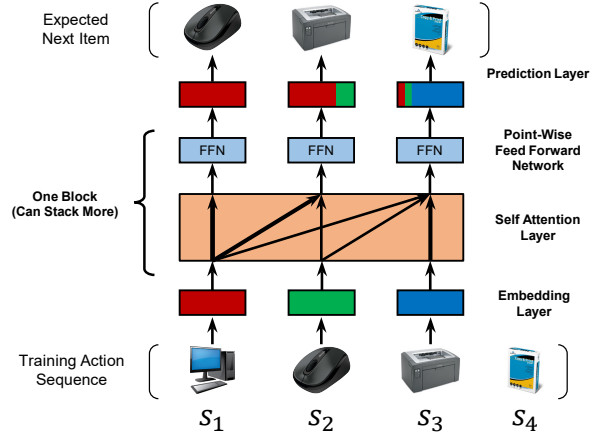 Expected
Next Item
Prediction Layer
FFN
FFN
FFN
Point-Wise
Feed Forward
Network
One Block
(Can Stack More)
Self Attention
Layer
Embedding
Layer
Training Action
Sequence
s1
s2
s3
s4